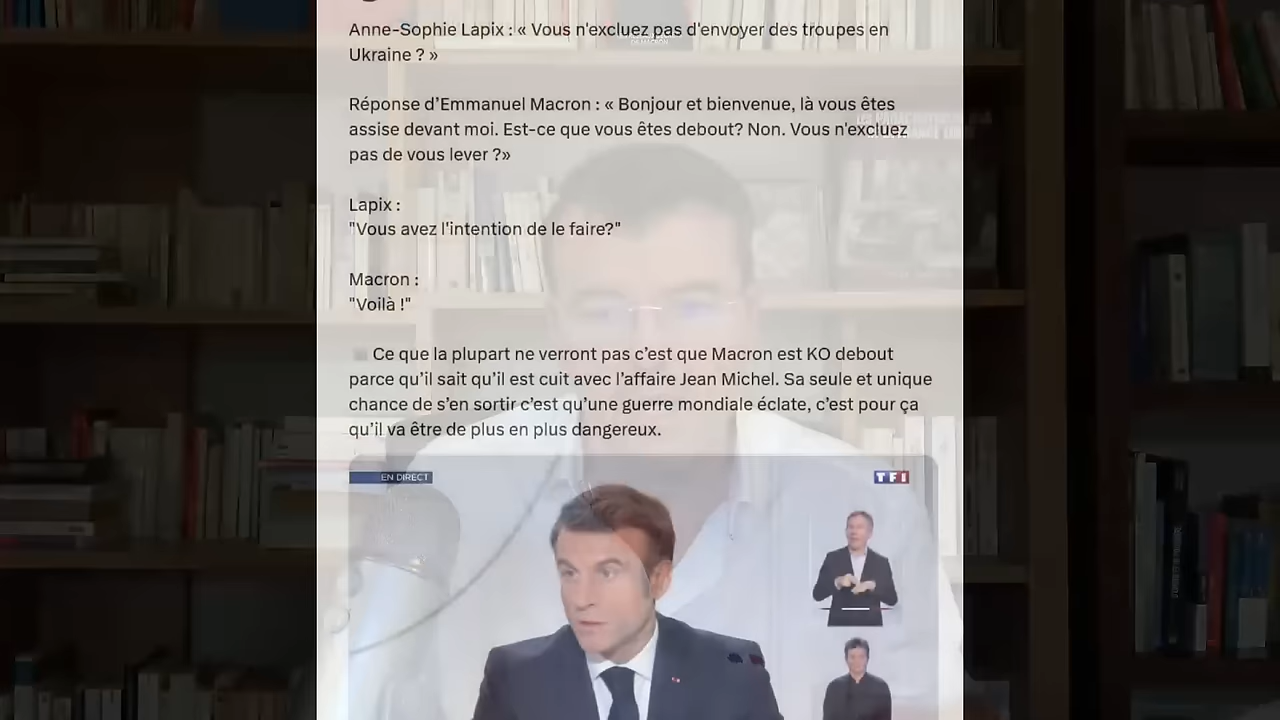 Anne-Sophie Lapix : « Vous n'excluez pas d'envoyer des troupes en
Ukraine ? »
Réponse d’Emmanuel Macron : « Bonjour et bienvenue, là vous êtes
assise devant moi. Est-ce que vous êtes debout? Non. Vous n'excluez
pas de vous lever ?»
Lapix :
"Vous avez l'intention de le faire?"
Macron :
"Voilà !"
Ce que la plupart ne verront pas c’est que Macron est KO debout
parce qu’il sait qu’il est cuit avec l’affaire Jean Michel. Sa seule et unique
chance de s’en sortir c’est qu’une guerre mondiale éclate, c’est pour ça
qu’il va être de plus en plus dangereux.
EN DIRECT
TF1